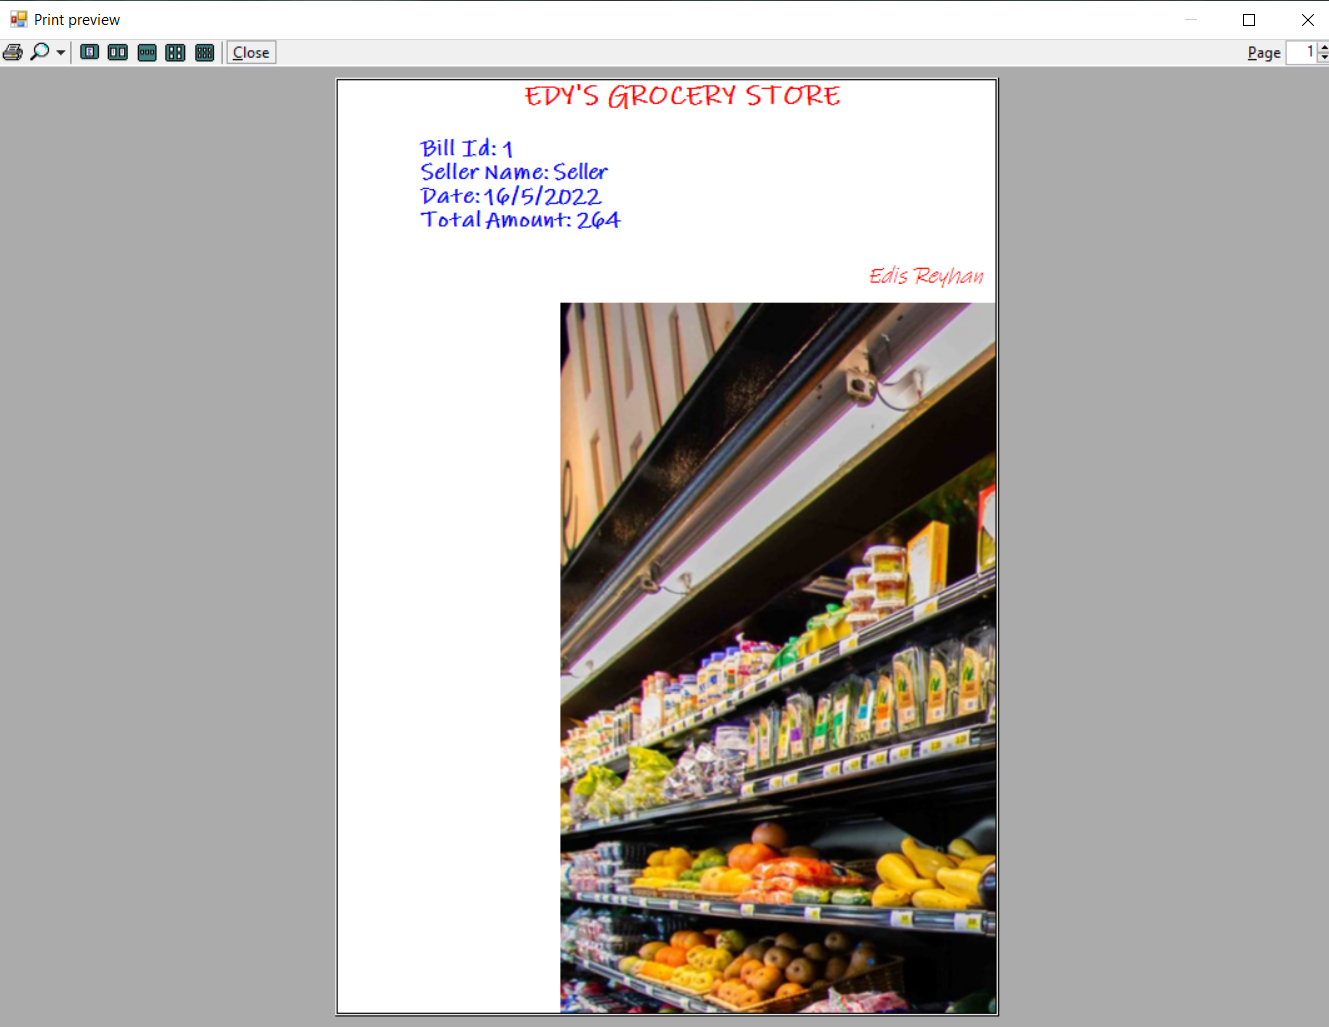 Print preview
Close
Page 1
EDY'S GROCERY STORE
Bill Id: 1
Seller Name: Seller
Date: 16/5/2022
Total Amount: 264
Edis Reyhan